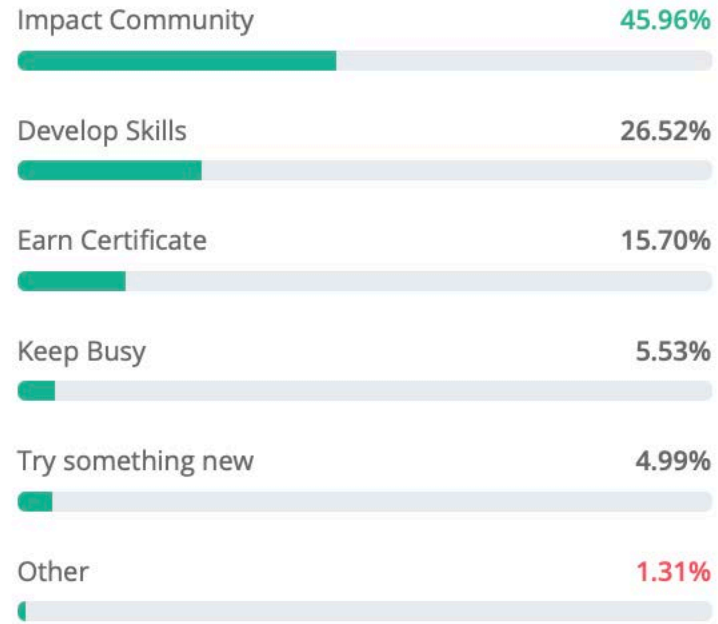 Impact Community 45.96%
Develop Skills 26.52%
Earn Certificate 15.70%
Keep Busy 5.53%
Try something new 4.99%
Other 1.31%